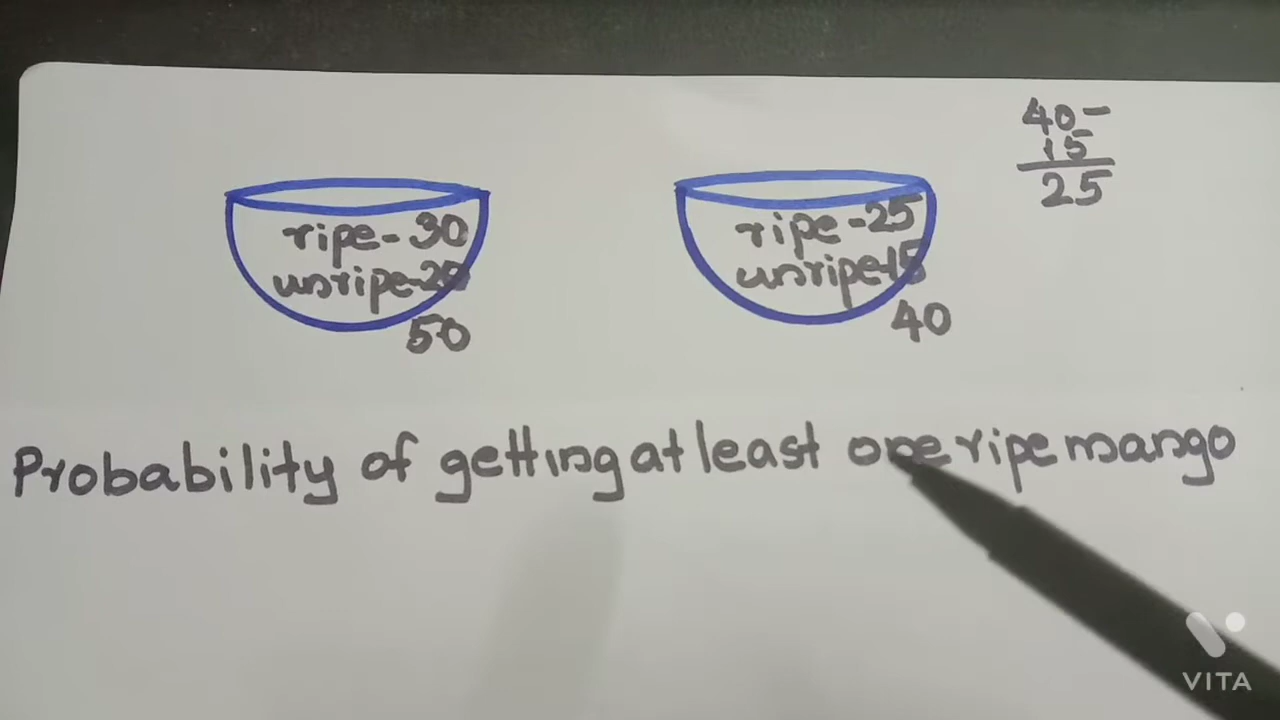 40-
15
25
ripe-30
unripe-20
50
ripe-25
unripe-15
40
Probability of getting at least one ripe mango
VITA